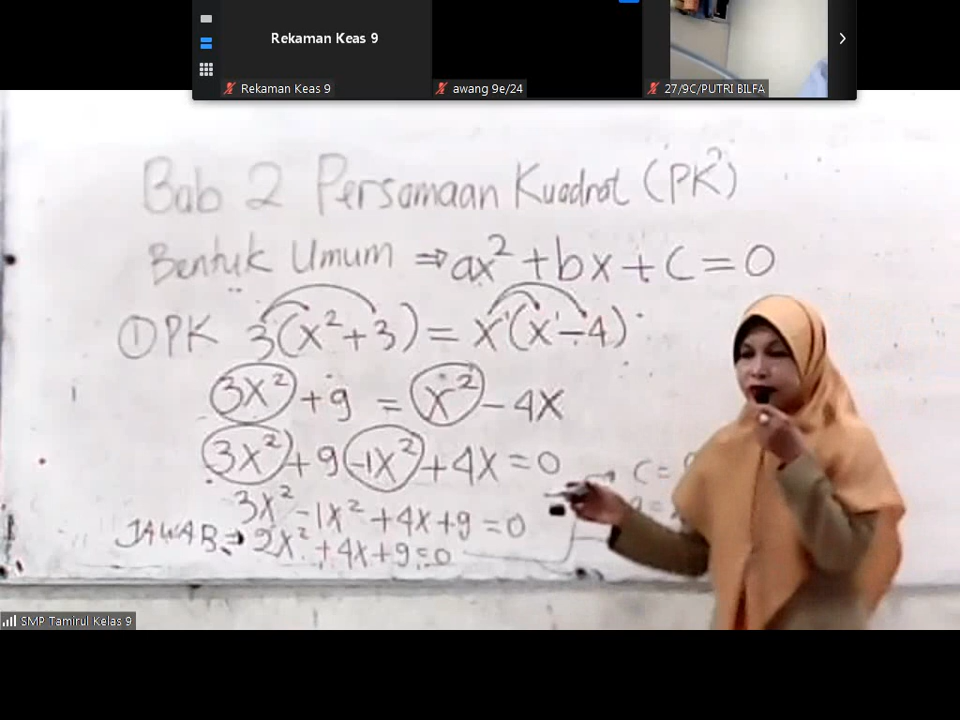 Rekaman Keas 9
Rekaman Keas 9
awang 9e/24
27/9C/PUTRI BILFA
Bab 2 Persamaan Kuadrat (PK²)
Bentuk Umum ⇒ ax² + bx + c = 0
① PK 3(x² + 3) = x(x - 4)
3x² + 9 = x² - 4x
3x² + 9 - 1x² + 4x = 0
C =
3x² - 1x² + 4x + 9 = 0
JAWAB ⇒ 2x² + 4x + 9 = 0
SMP Tamirul Kelas 9